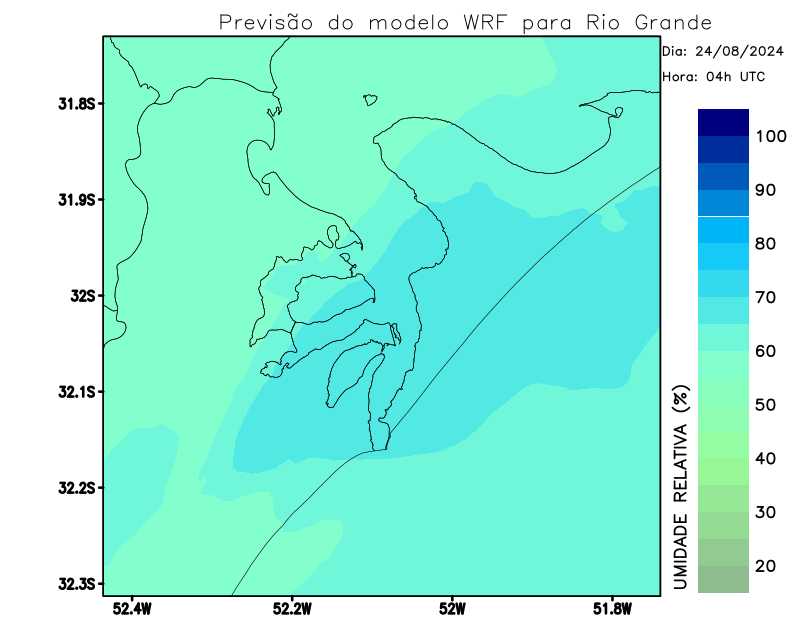 Previsão do modelo WRF para Rio Grande
Dia: 24/08/2024
Hora: 04h UTC
31.8S
31.9S
32S
32.1S
32.2S
32.3S
52.4W
52.2W
52W
51.8W
UMIDADE RELATIVA (%)
100
90
80
70
60
50
40
30
20